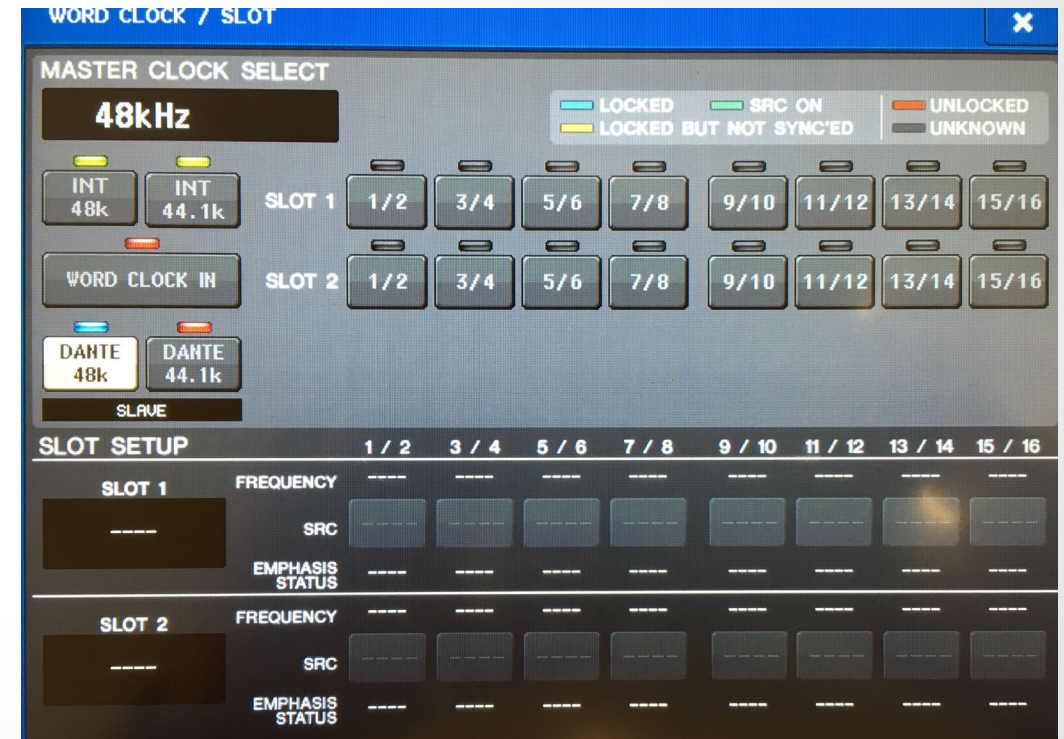 WORD CLOCK / SLOT
MASTER CLOCK SELECT
48kHz
LOCKED SRC ON UNLOCKED
LOCKED BUT NOT SYNC'ED UNKNOWN
INT 48k
INT 44.1k
SLOT 1 1/2 3/4 5/6 7/8 9/10 11/12 13/14 15/16
WORD CLOCK IN
SLOT 2 1/2 3/4 5/6 7/8 9/10 11/12 13/14 15/16
DANTE 48k
DANTE 44.1k
SLAVE
SLOT SETUP 1 / 2 3 / 4 5 / 6 7 / 8 9 / 10 11 / 12 13 / 14 15 / 16
SLOT 1
----
FREQUENCY ---- ---- ---- ---- ---- ---- ---- ----
SRC ---- ---- ---- ---- ---- ---- ---- ----
EMPHASIS STATUS ---- ---- ---- ---- ---- ---- ---- ----
SLOT 2
----
FREQUENCY ---- ---- ---- ---- ---- ---- ---- ----
SRC ---- ---- ---- ---- ---- ---- ---- ----
EMPHASIS STATUS ---- ---- ---- ---- ---- ---- ---- ----